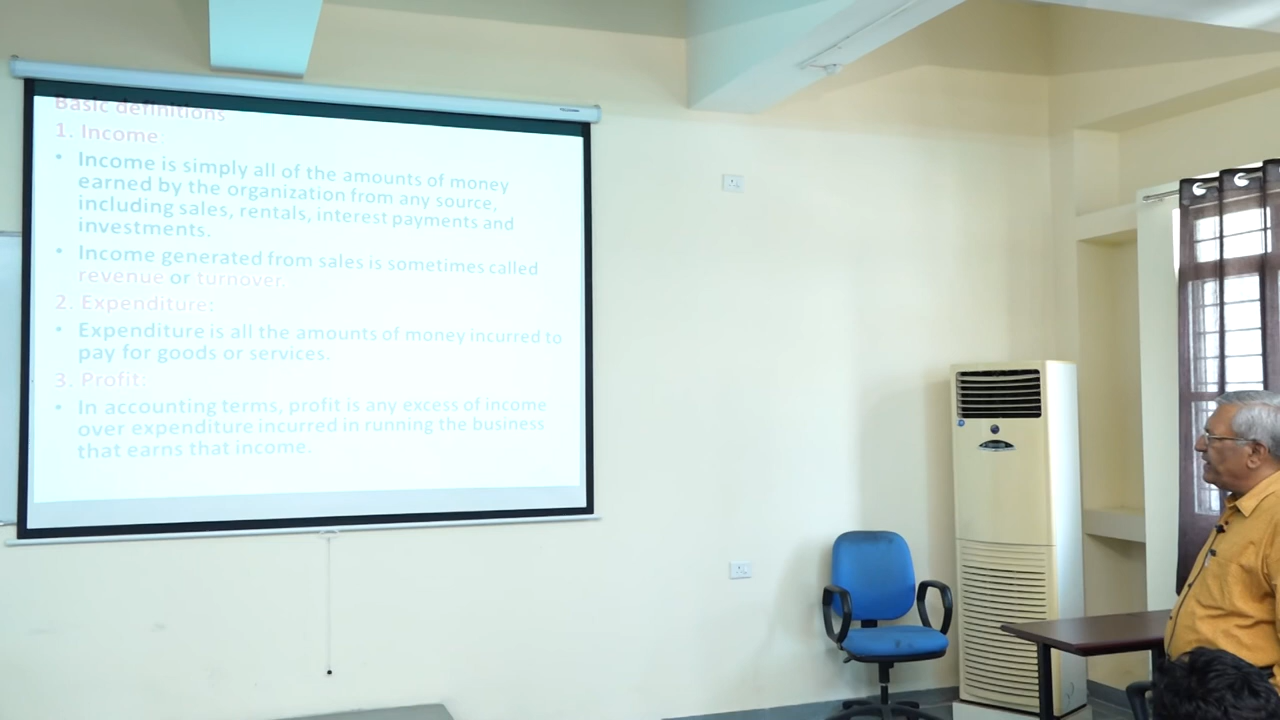 Basic definitions
1. Income:
• Income is simply all of the amounts of money
earned by the organization from any source,
including sales, rentals, interest payments and
investments.
• Income generated from sales is sometimes called
revenue or turnover.
2. Expenditure:
• Expenditure is all the amounts of money incurred to
pay for goods or services.
3. Profit:
• In accounting terms, profit is any excess of income
over expenditure incurred in running the business
that earns that income.